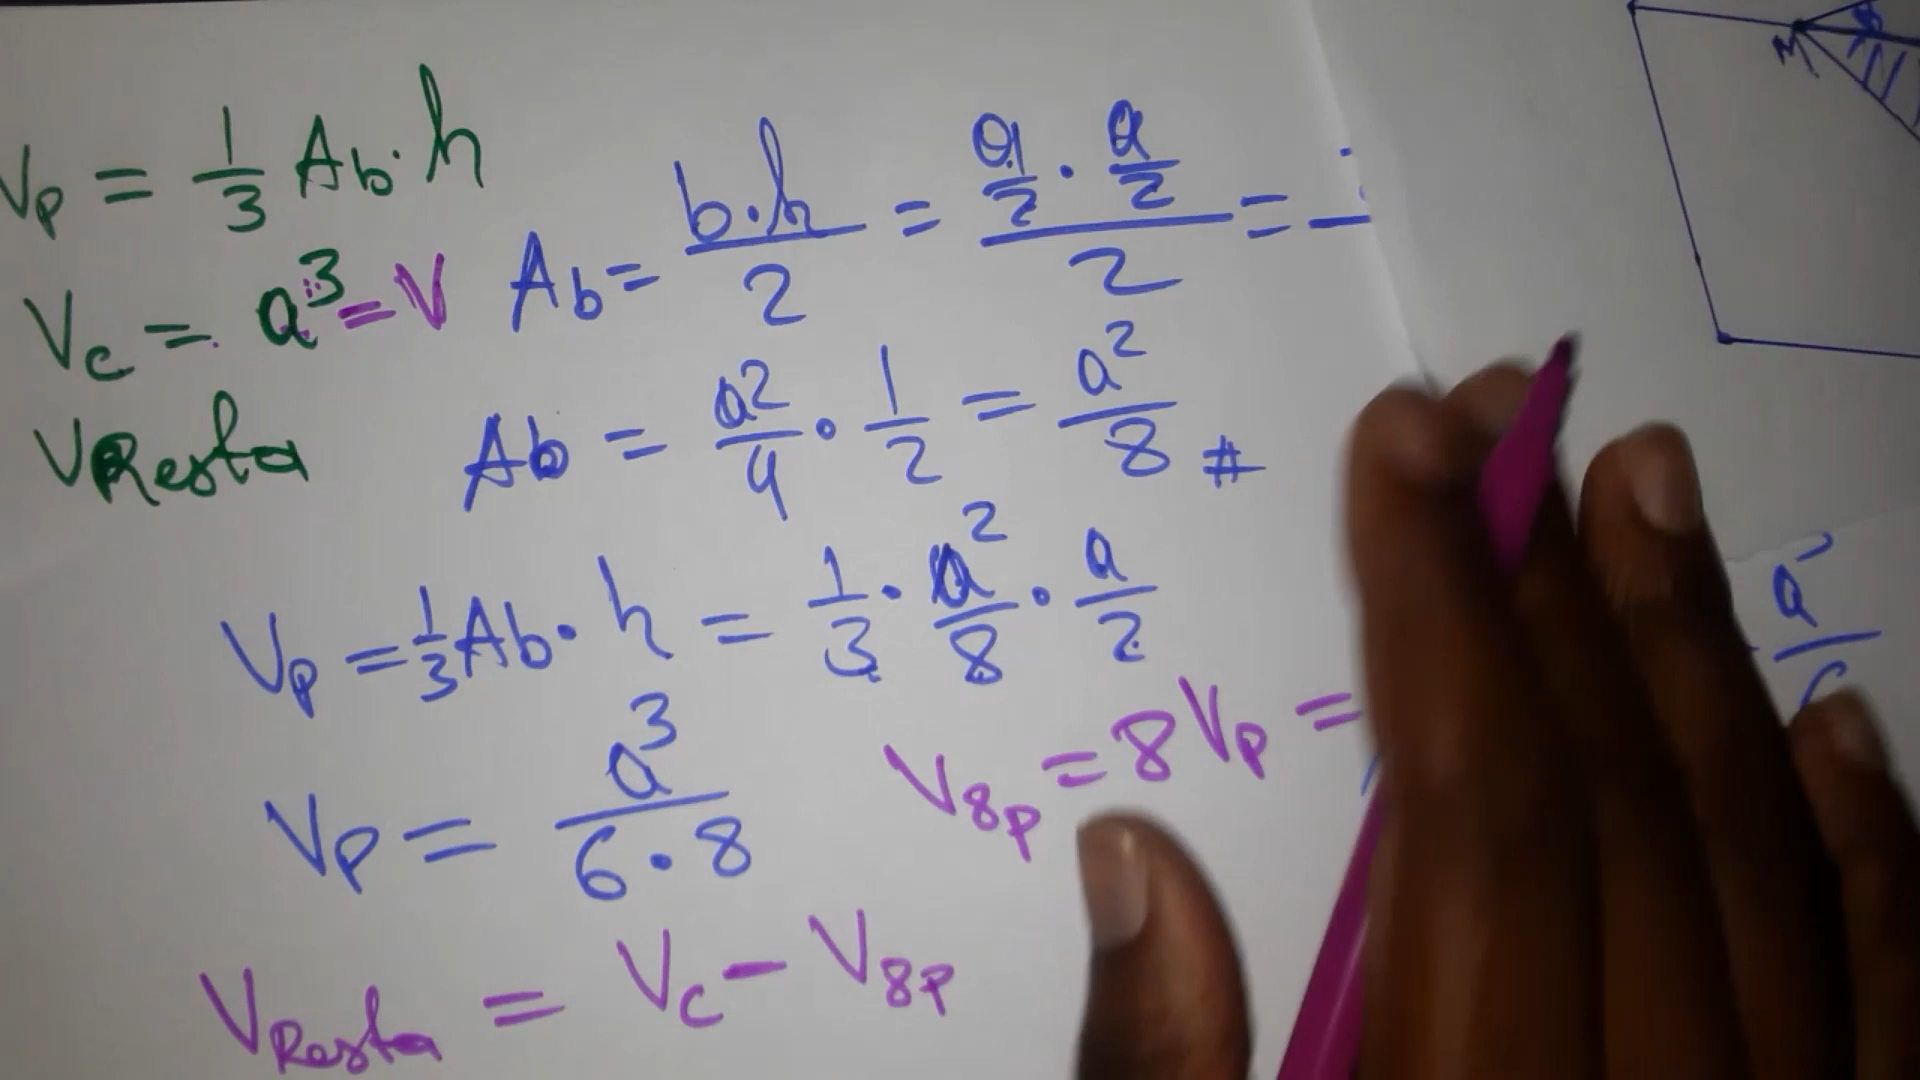 Vp = 1/3 Ab · h
Vc = a³ = V
VResta
Ab = b·h/2 = (a/2 · a/2)/2 =
Ab = a²/4 · 1/2 = a²/8 #
Vp = 1/3 Ab · h = 1/3 · a²/8 · a/2
Vp = a³/(6·8)
V8p = 8Vp =
VResta = Vc - V8p
M
a